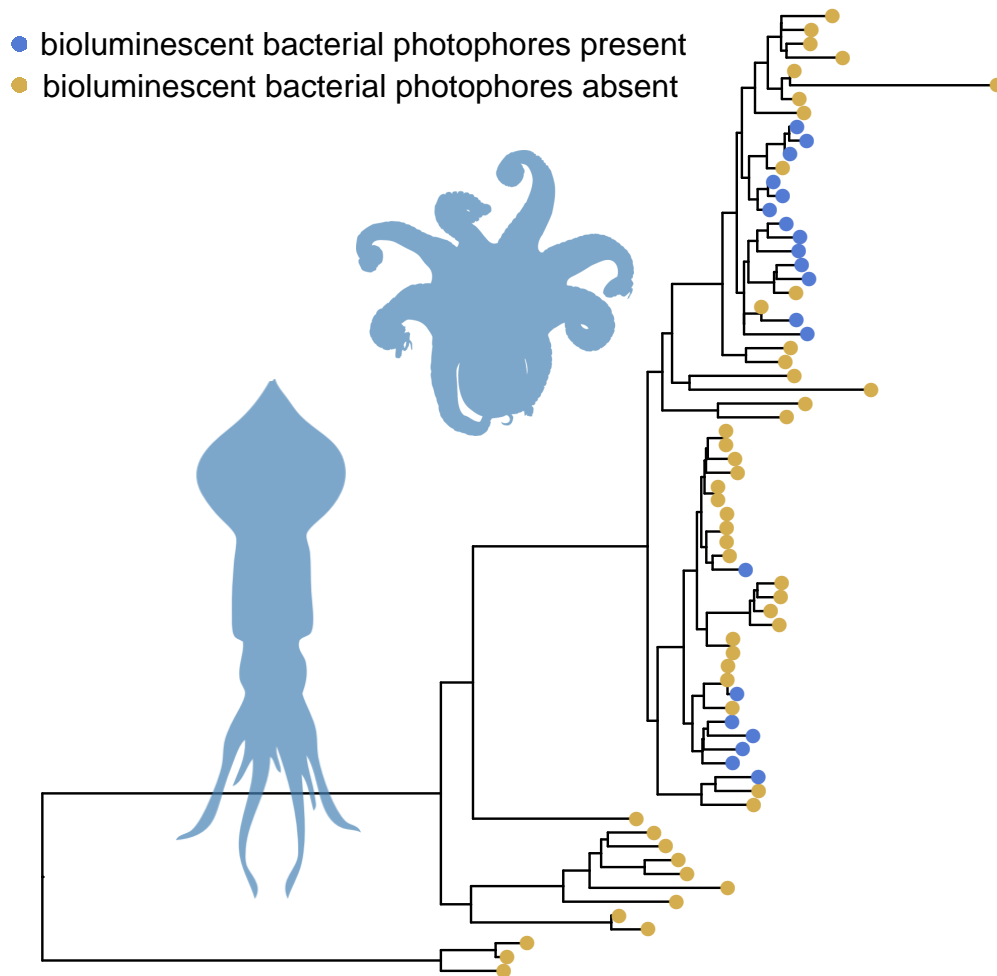 bioluminescent bacterial photophores present
bioluminescent bacterial photophores absent